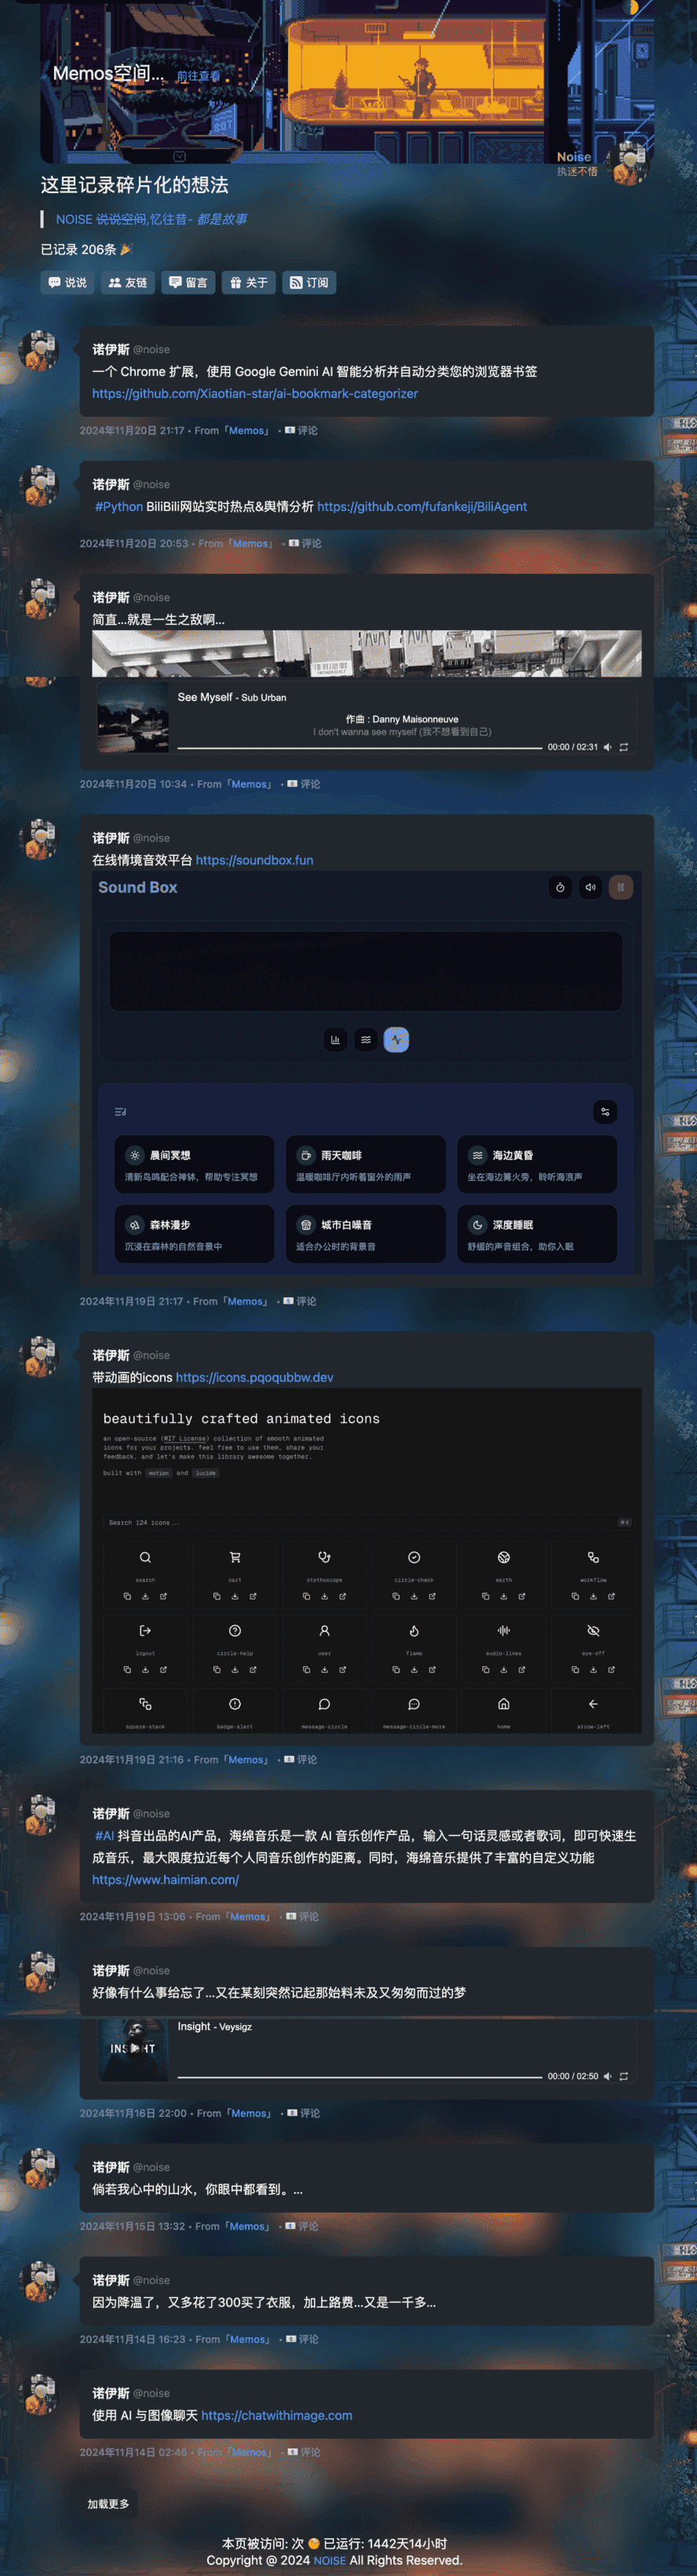 Memos空间... 前往查看
Noise
执迷不悟
这里记录碎片化的想法
NOISE 说说空间,忆往昔- 都是故事
已记录 206条 🎉
说说 友链 留言 关于 订阅
诺伊斯 @noise
一个 Chrome 扩展，使用 Google Gemini AI 智能分析并自动分类您的浏览器书签
https://github.com/Xiaotian-star/ai-bookmark-categorizer
2024年11月20日 21:17 • From「Memos」 • 评论
诺伊斯 @noise
#Python BiliBili网站实时热点&舆情分析 https://github.com/fufankeji/BiliAgent
2024年11月20日 20:53 • From「Memos」 • 评论
诺伊斯 @noise
简直...就是一生之敌啊...
See Myself - Sub Urban
作曲 : Danny Maisonneuve
I don't wanna see myself (我不想看到自己)
00:00 / 02:31
2024年11月20日 10:34 • From「Memos」 • 评论
诺伊斯 @noise
在线情境音效平台 https://soundbox.fun
Sound Box
晨间冥想 雨天咖啡 海边黄昏
清新鸟鸣配合禅钵，帮助专注冥想 温暖咖啡厅内听着窗外的雨声 坐在海边篝火旁，聆听海浪声
森林漫步 城市白噪音 深度睡眠
沉浸在森林的自然音景中 适合办公时的背景音 舒缓的声音组合，助你入眠
2024年11月19日 21:17 • From「Memos」 • 评论
诺伊斯 @noise
带动画的icons https://icons.pqoqubbw.dev
beautifully crafted animated icons
an open-source (MIT License) collection of smooth animated
icons for your projects. feel free to use them, share your
feedback, and let's make this library awesome together.
built with motion and lucide
Search 124 icons... ⌘K
search cart stethoscope circle-check earth workflow
logout circle-help user flame audio-lines eye-off
square-stack badge-alert message-circle message-circle-more home arrow-left
2024年11月19日 21:16 • From「Memos」 • 评论
诺伊斯 @noise
#AI 抖音出品的AI产品，海绵音乐是一款 AI 音乐创作产品，输入一句话灵感或者歌词，即可快速生
成音乐，最大限度拉近每个人同音乐创作的距离。同时，海绵音乐提供了丰富的自定义功能
https://www.haimian.com/
2024年11月19日 13:06 • From「Memos」 • 评论
诺伊斯 @noise
好像有什么事给忘了...又在某刻突然记起那始料未及又匆匆而过的梦
INSIGHT
Insight - Veysigz
00:00 / 02:50
2024年11月16日 22:00 • From「Memos」 • 评论
诺伊斯 @noise
倘若我心中的山水，你眼中都看到。...
2024年11月15日 13:32 • From「Memos」 • 评论
诺伊斯 @noise
因为降温了，又多花了300买了衣服，加上路费...又是一千多...
2024年11月14日 16:23 • From「Memos」 • 评论
诺伊斯 @noise
使用 AI 与图像聊天 https://chatwithimage.com
2024年11月14日 02:46 • From「Memos」 • 评论
加载更多
本页被访问: 次 已运行: 1442天14小时
Copyright @ 2024 NOISE All Rights Reserved.